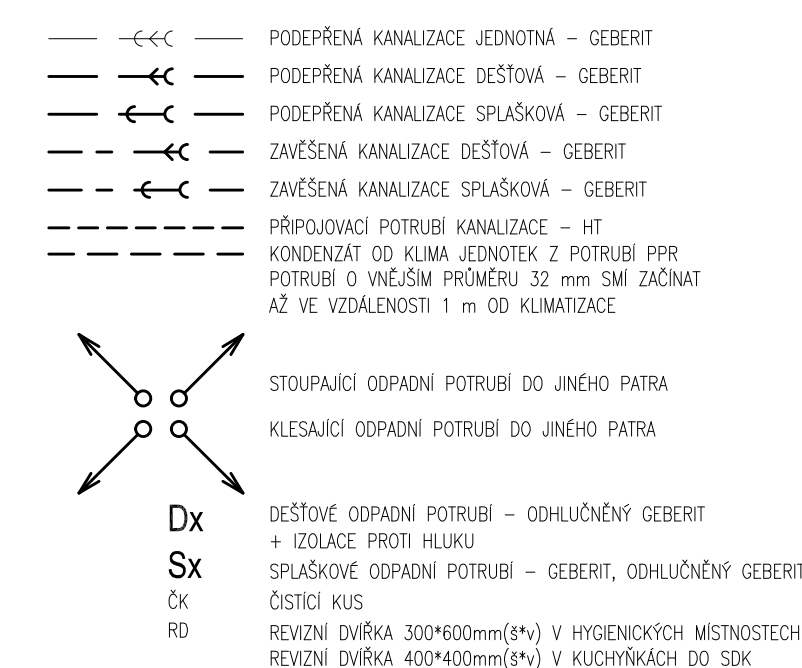 PODEPŘENÁ KANALIZACE JEDNOTNÁ – GEBERIT
PODEPŘENÁ KANALIZACE DEŠŤOVÁ – GEBERIT
PODEPŘENÁ KANALIZACE SPLAŠKOVÁ – GEBERIT
ZAVĚŠENÁ KANALIZACE DEŠŤOVÁ – GEBERIT
ZAVĚŠENÁ KANALIZACE SPLAŠKOVÁ – GEBERIT
PŘIPOJOVACÍ POTRUBÍ KANALIZACE – HT
KONDENZÁT OD KLIMA JEDNOTEK Z POTRUBÍ PPR
POTRUBÍ O VNĚJŠÍM PRŮMĚRU 32 mm SMÍ ZAČÍNAT
AŽ VE VZDÁLENOSTI 1 m OD KLIMATIZACE
STOUPAJÍCÍ ODPADNÍ POTRUBÍ DO JINÉHO PATRA
KLESAJÍCÍ ODPADNÍ POTRUBÍ DO JINÉHO PATRA
Dx DEŠŤOVÉ ODPADNÍ POTRUBÍ – ODHLUČNĚNÝ GEBERIT
+ IZOLACE PROTI HLUKU
Sx SPLAŠKOVÉ ODPADNÍ POTRUBÍ – GEBERIT, ODHLUČNĚNÝ GEBERIT
ČK ČISTÍCÍ KUS
RD REVIZNÍ DVÍŘKA 300*600mm(š*v) V HYGIENICKÝCH MÍSTNOSTECH
REVIZNÍ DVÍŘKA 400*400mm(š*v) V KUCHYŇKÁCH DO SDK